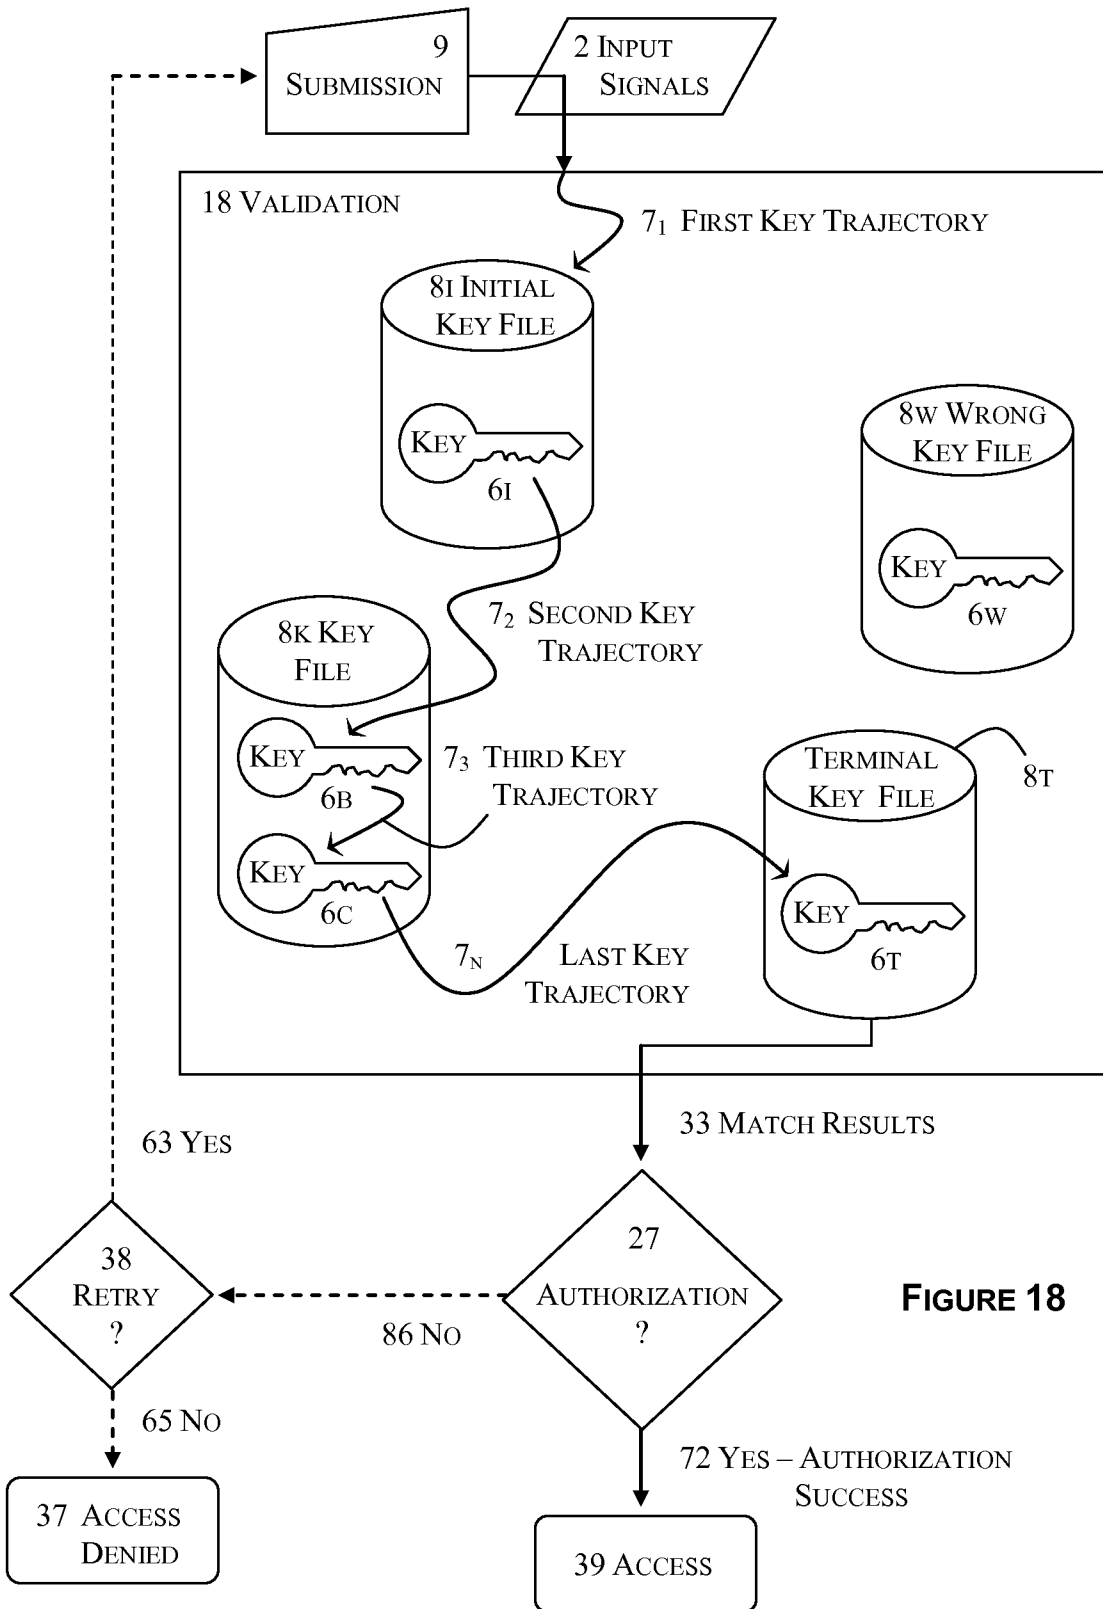 9
SUBMISSION
2 INPUT
SIGNALS
18 VALIDATION
7₁ FIRST KEY TRAJECTORY
8I INITIAL
KEY FILE
KEY
6I
8W WRONG
KEY FILE
KEY
6W
7₂ SECOND KEY
TRAJECTORY
8K KEY
FILE
KEY
6B
7₃ THIRD KEY
TRAJECTORY
KEY
6C
TERMINAL
KEY FILE
8T
KEY
6T
7N LAST KEY
TRAJECTORY
33 MATCH RESULTS
63 YES
27
AUTHORIZATION
?
38
RETRY
?
86 NO
FIGURE 18
65 NO
72 YES – AUTHORIZATION
SUCCESS
37 ACCESS
DENIED
39 ACCESS